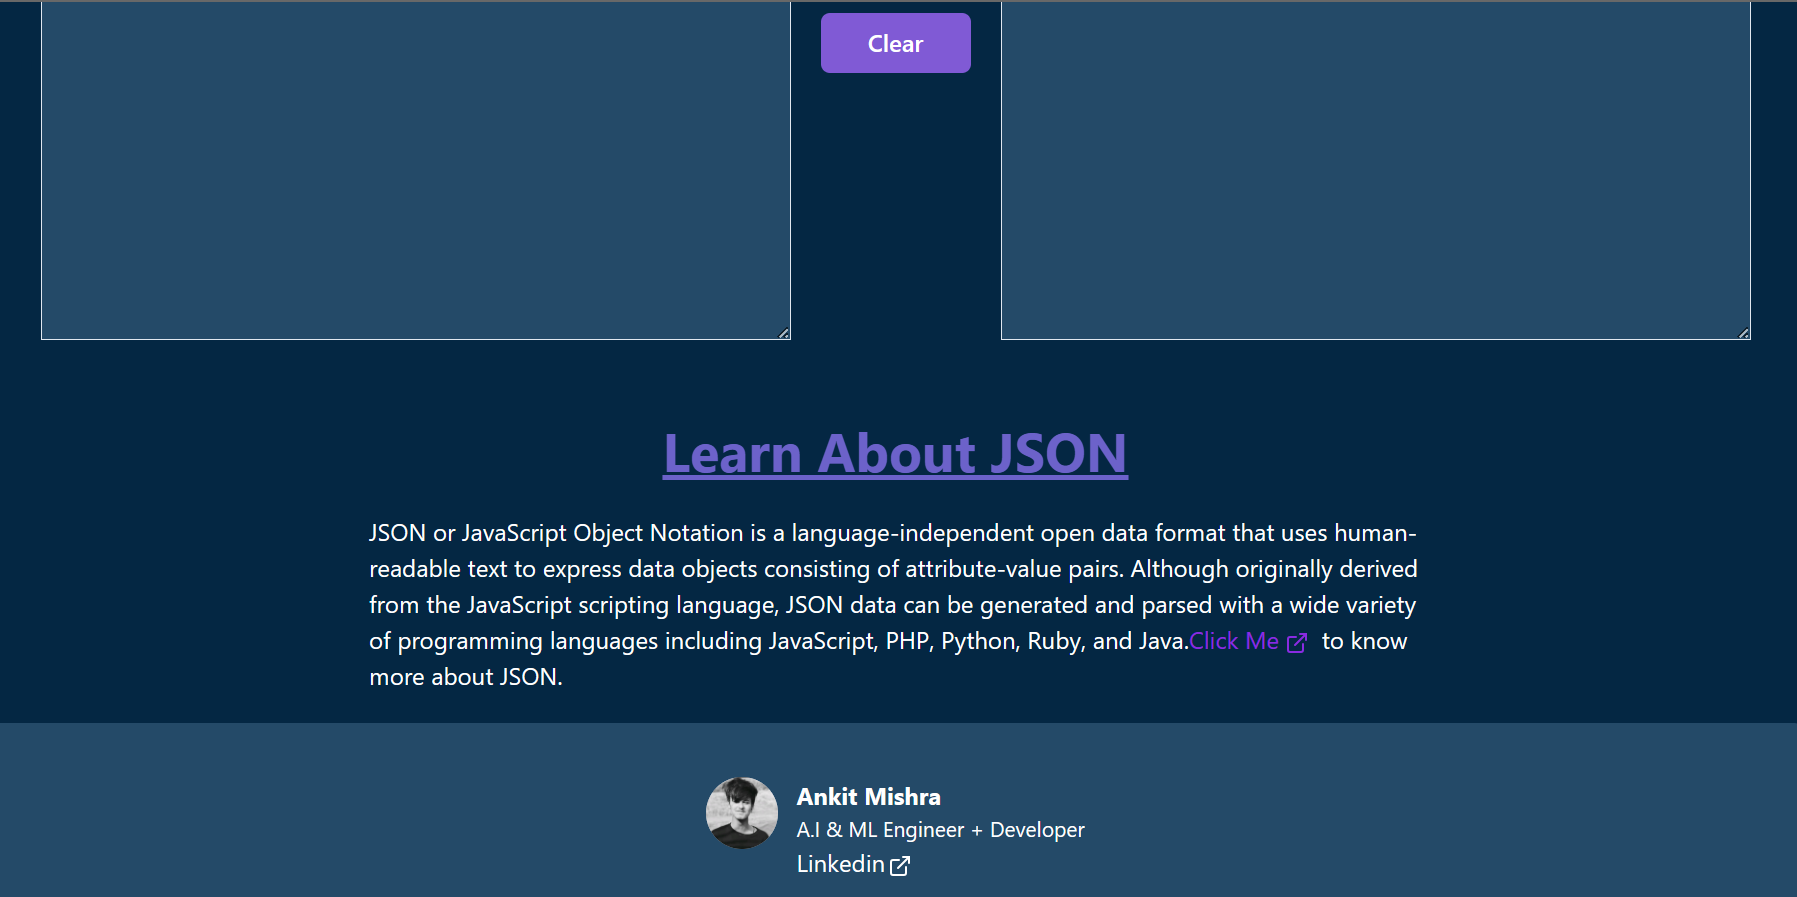 Clear
Learn About JSON
JSON or JavaScript Object Notation is a language-independent open data format that uses human-
readable text to express data objects consisting of attribute-value pairs. Although originally derived
from the JavaScript scripting language, JSON data can be generated and parsed with a wide variety
of programming languages including JavaScript, PHP, Python, Ruby, and Java.Click Me to know
more about JSON.
Ankit Mishra
A.I & ML Engineer + Developer
Linkedin